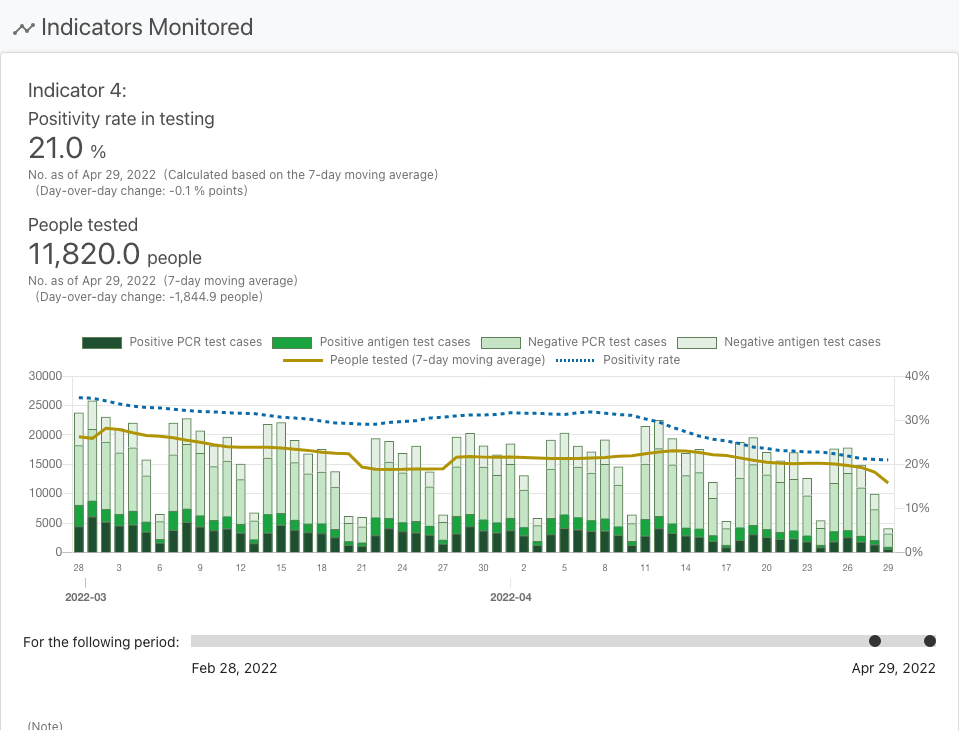 Indicators Monitored
Indicator 4:
Positivity rate in testing
21.0 %
No. as of Apr 29, 2022 (Calculated based on the 7-day moving average)
(Day-over-day change: -0.1 % points)
People tested
11,820.0 people
No. as of Apr 29, 2022 (7-day moving average)
(Day-over-day change: -1,844.9 people)
Positive PCR test cases Positive antigen test cases Negative PCR test cases Negative antigen test cases
People tested (7-day moving average) Positivity rate
30000 40%
25000
30%
20000
15000 20%
10000
10%
5000
0 0%
28 3 6 9 12 15 18 21 24 27 30 2 5 8 11 14 17 20 23 26 29
2022-03 2022-04
For the following period:
Feb 28, 2022 Apr 29, 2022
(Note)